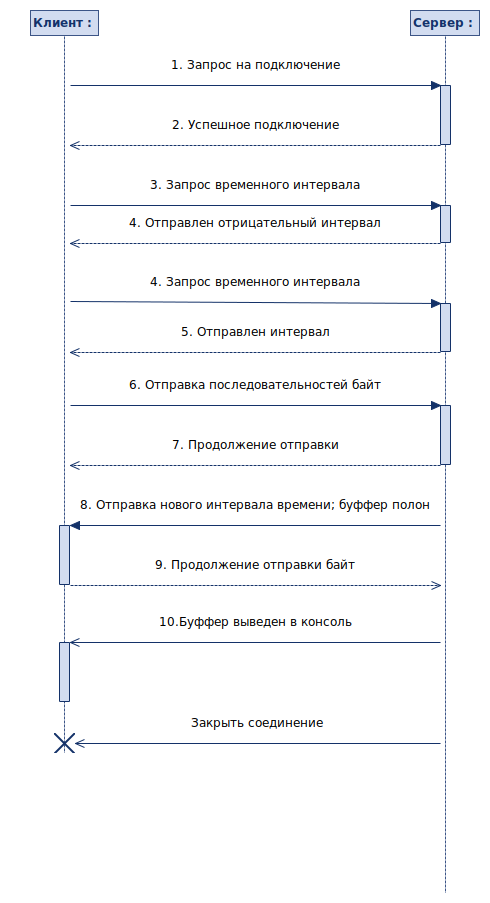 Клиент :
Сервер :
1. Запрос на подключение
2. Успешное подключение
3. Запрос временного интервала
4. Отправлен отрицательный интервал
4. Запрос временного интервала
5. Отправлен интервал
6. Отправка последовательностей байт
7. Продолжение отправки
8. Отправка нового интервала времени; буффер полон
9. Продолжение отправки байт
10.Буффер выведен в консоль
Закрыть соединение